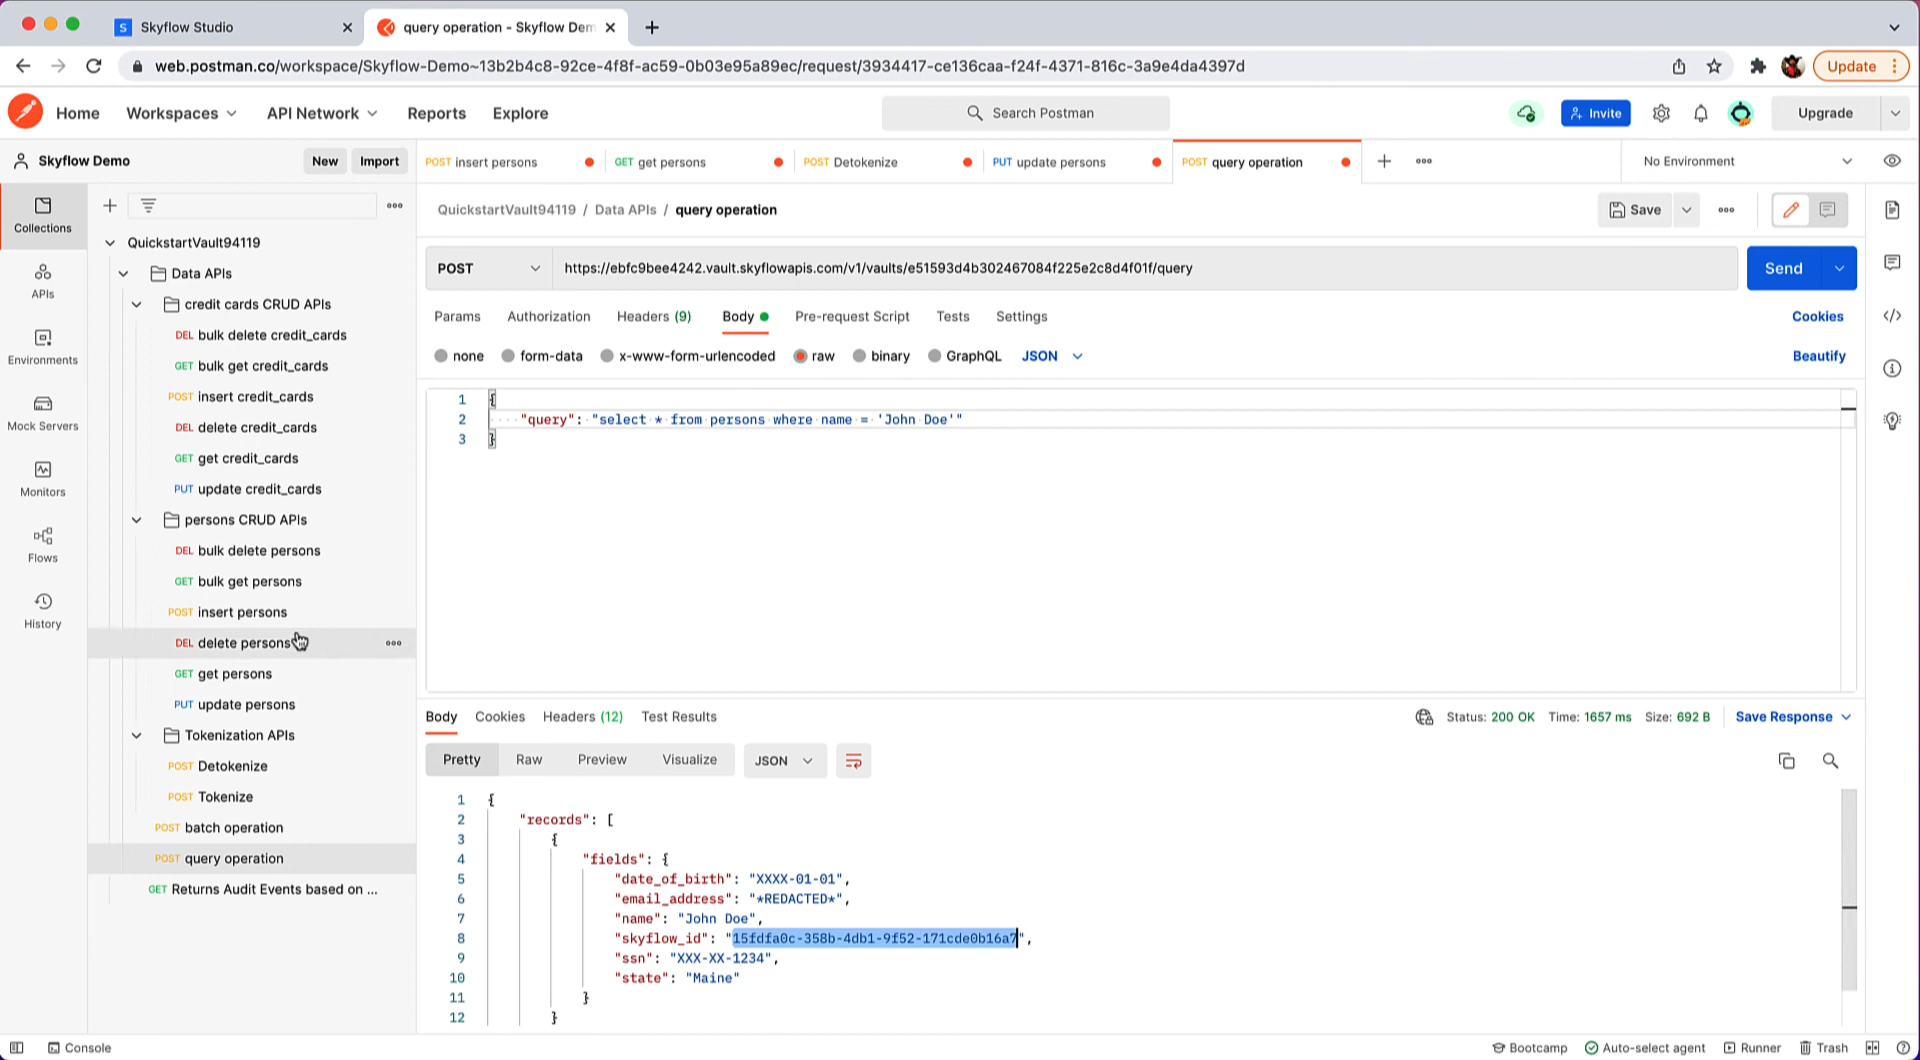 Skyflow Studio
query operation - Skyflow Dem
web.postman.co/workspace/Skyflow-Demo~13b2b4c8-92ce-4f8f-ac59-0b03e95a89ec/request/3934417-ce136caa-f24f-4371-816c-3a9e4da4397d
Update
Home Workspaces API Network Reports Explore
Search Postman
Invite
Upgrade
Skyflow Demo
New Import
POST insert persons
GET get persons
POST Detokenize
PUT update persons
POST query operation
No Environment
Collections
APIs
Environments
Mock Servers
Monitors
Flows
History
QuickstartVault94119
Data APIs
credit cards CRUD APIs
DEL bulk delete credit_cards
GET bulk get credit_cards
POST insert credit_cards
DEL delete credit_cards
GET get credit_cards
PUT update credit_cards
persons CRUD APIs
DEL bulk delete persons
GET bulk get persons
POST insert persons
DEL delete persons
GET get persons
PUT update persons
Tokenization APIs
POST Detokenize
POST Tokenize
POST batch operation
POST query operation
GET Returns Audit Events based on ...
QuickstartVault94119 / Data APIs / query operation
Save
POST
https://ebfc9bee4242.vault.skyflowapis.com/v1/vaults/e51593d4b302467084f225e2c8d4f01f/query
Send
Params Authorization Headers (9) Body Pre-request Script Tests Settings
Cookies
none form-data x-www-form-urlencoded raw binary GraphQL JSON
Beautify
1 {
2 "query": "select * from persons where name = 'John Doe'"
3 }
Body Cookies Headers (12) Test Results
Status: 200 OK Time: 1657 ms Size: 692 B Save Response
Pretty Raw Preview Visualize JSON
1 {
2 "records": [
3 {
4 "fields": {
5 "date_of_birth": "XXXX-01-01",
6 "email_address": "*REDACTED*",
7 "name": "John Doe",
8 "skyflow_id": "15fdfa0c-358b-4db1-9f52-171cde0b16a7",
9 "ssn": "XXX-XX-1234",
10 "state": "Maine"
11 }
12 }
Console
Bootcamp Auto-select agent Runner Trash